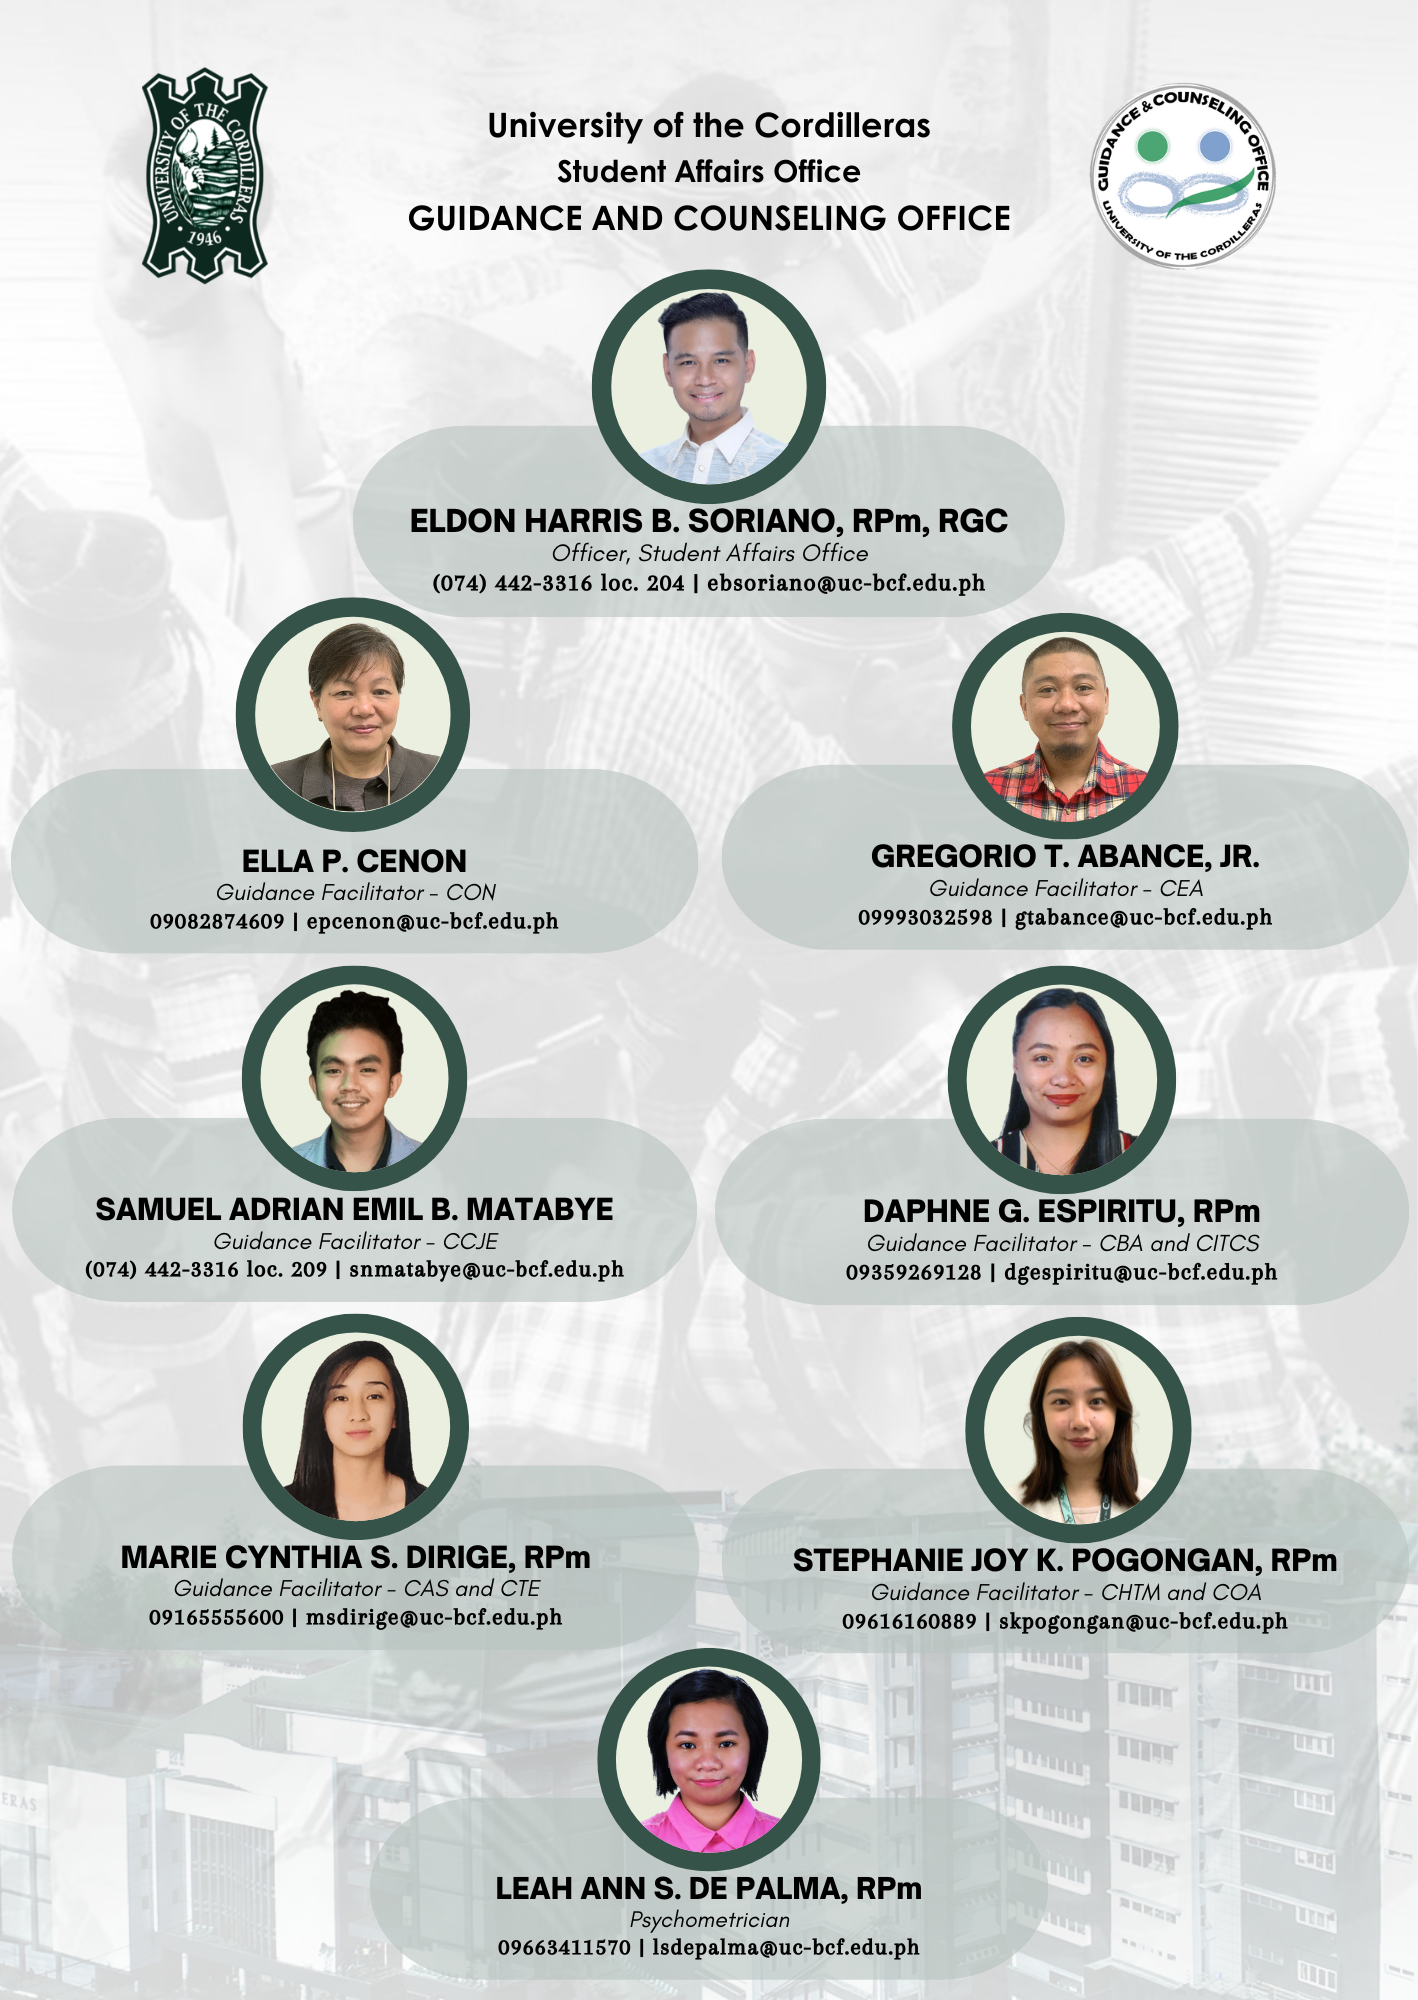 University of the Cordilleras
Student Affairs Office
GUIDANCE AND COUNSELING OFFICE
UNIVERSITY OF THE CORDILLERAS
• 1946 •
GUIDANCE & COUNSELING OFFICE
UNIVERSITY OF THE CORDILLERAS
ELDON HARRIS B. SORIANO, RPm, RGC
Officer, Student Affairs Office
(074) 442-3316 loc. 204 | ebsoriano@uc-bcf.edu.ph
ELLA P. CENON
Guidance Facilitator - CON
09082874609 | epcenon@uc-bcf.edu.ph
GREGORIO T. ABANCE, JR.
Guidance Facilitator - CEA
09993032598 | gtabance@uc-bcf.edu.ph
SAMUEL ADRIAN EMIL B. MATABYE
Guidance Facilitator - CCJE
(074) 442-3316 loc. 209 | snmatabye@uc-bcf.edu.ph
DAPHNE G. ESPIRITU, RPm
Guidance Facilitator - CBA and CITCS
09359269128 | dgespiritu@uc-bcf.edu.ph
MARIE CYNTHIA S. DIRIGE, RPm
Guidance Facilitator - CAS and CTE
09165555600 | msdirige@uc-bcf.edu.ph
STEPHANIE JOY K. POGONGAN, RPm
Guidance Facilitator - CHTM and COA
09616160889 | skpogongan@uc-bcf.edu.ph
ERAS
LEAH ANN S. DE PALMA, RPm
Psychometrician
09663411570 | lsdepalma@uc-bcf.edu.ph